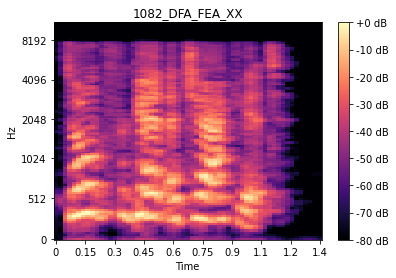 1082_DFA_FEA_XX
Hz
8192
4096
2048
1024
512
0
0 0.15 0.3 0.45 0.6 0.75 0.9 1.1 1.2 1.4
Time
+0 dB
-10 dB
-20 dB
-30 dB
-40 dB
-50 dB
-60 dB
-70 dB
-80 dB